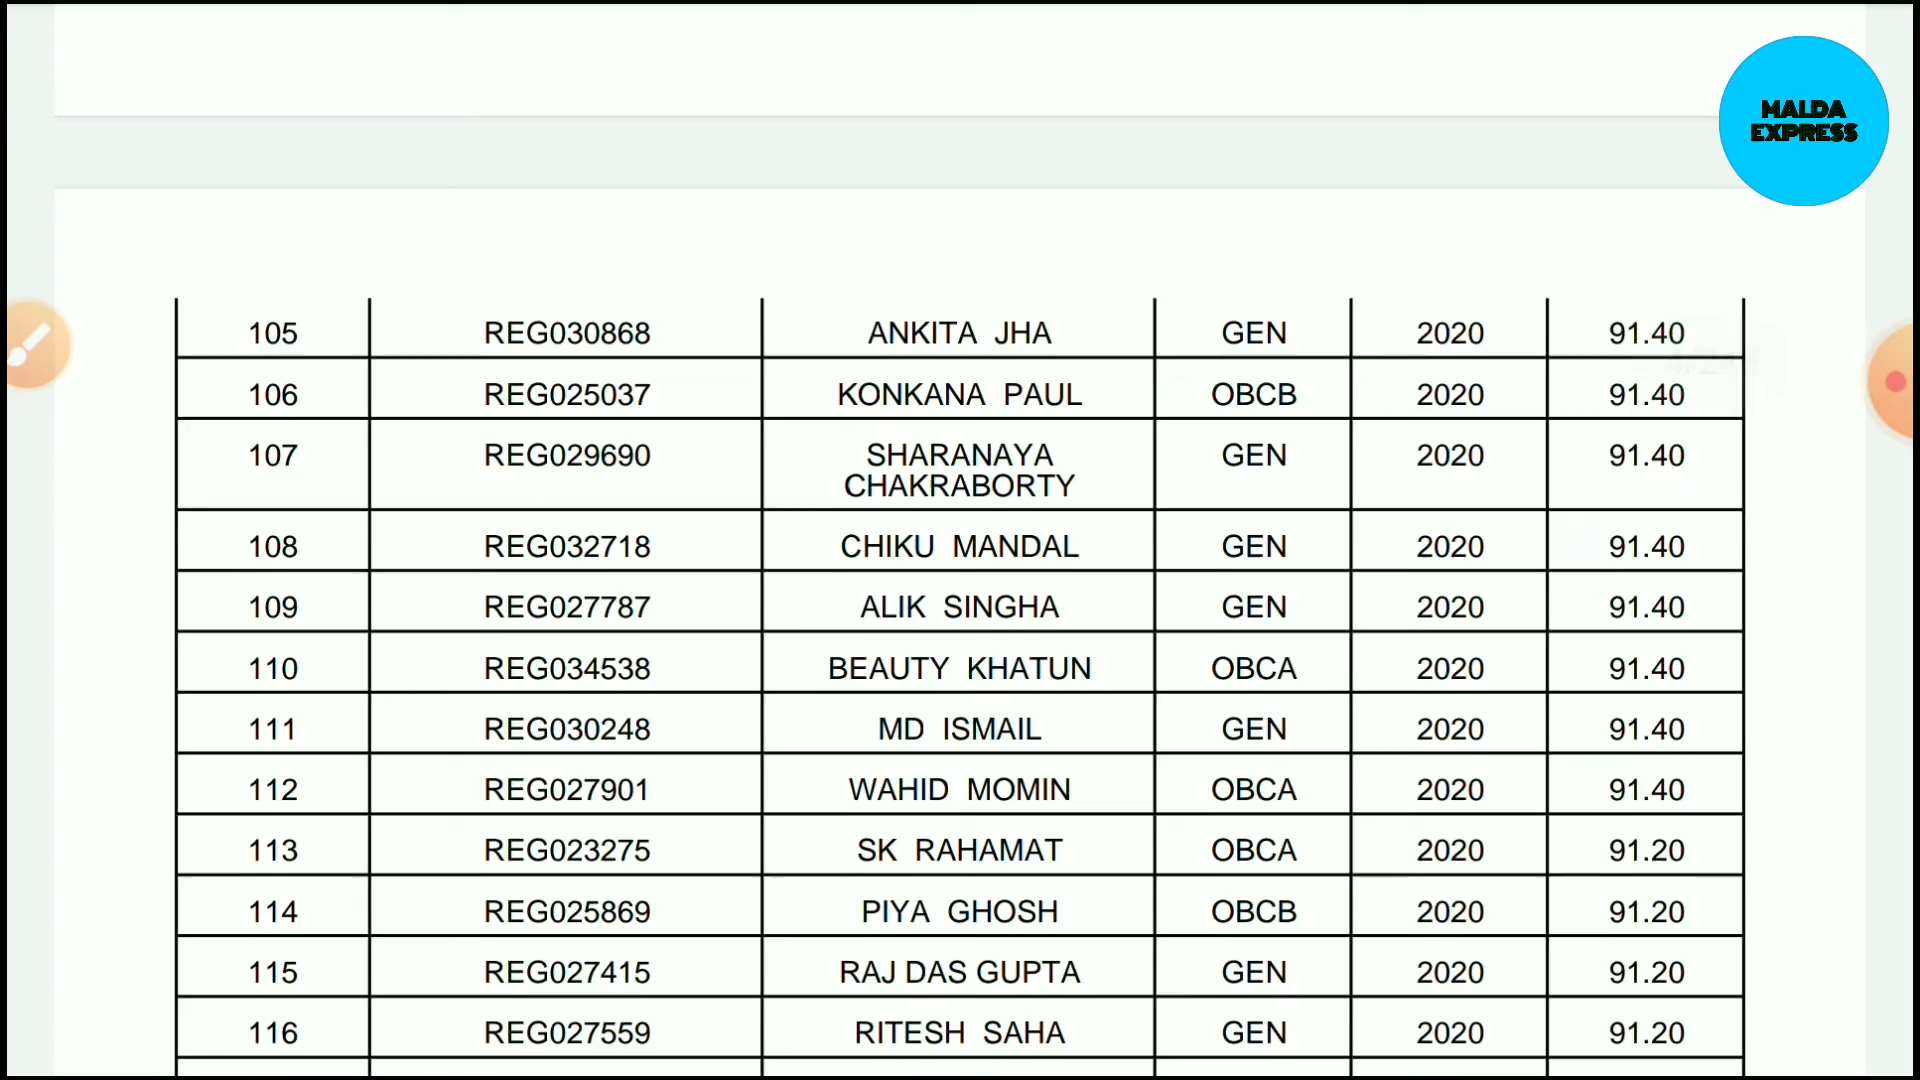 MALDA
EXPRESS
105 REG030868 ANKITA JHA GEN 2020 91.40
106 REG025037 KONKANA PAUL OBCB 2020 91.40
107 REG029690 SHARANAYA GEN 2020 91.40
CHAKRABORTY
108 REG032718 CHIKU MANDAL GEN 2020 91.40
109 REG027787 ALIK SINGHA GEN 2020 91.40
110 REG034538 BEAUTY KHATUN OBCA 2020 91.40
111 REG030248 MD ISMAIL GEN 2020 91.40
112 REG027901 WAHID MOMIN OBCA 2020 91.40
113 REG023275 SK RAHAMAT OBCA 2020 91.20
114 REG025869 PIYA GHOSH OBCB 2020 91.20
115 REG027415 RAJ DAS GUPTA GEN 2020 91.20
116 REG027559 RITESH SAHA GEN 2020 91.20